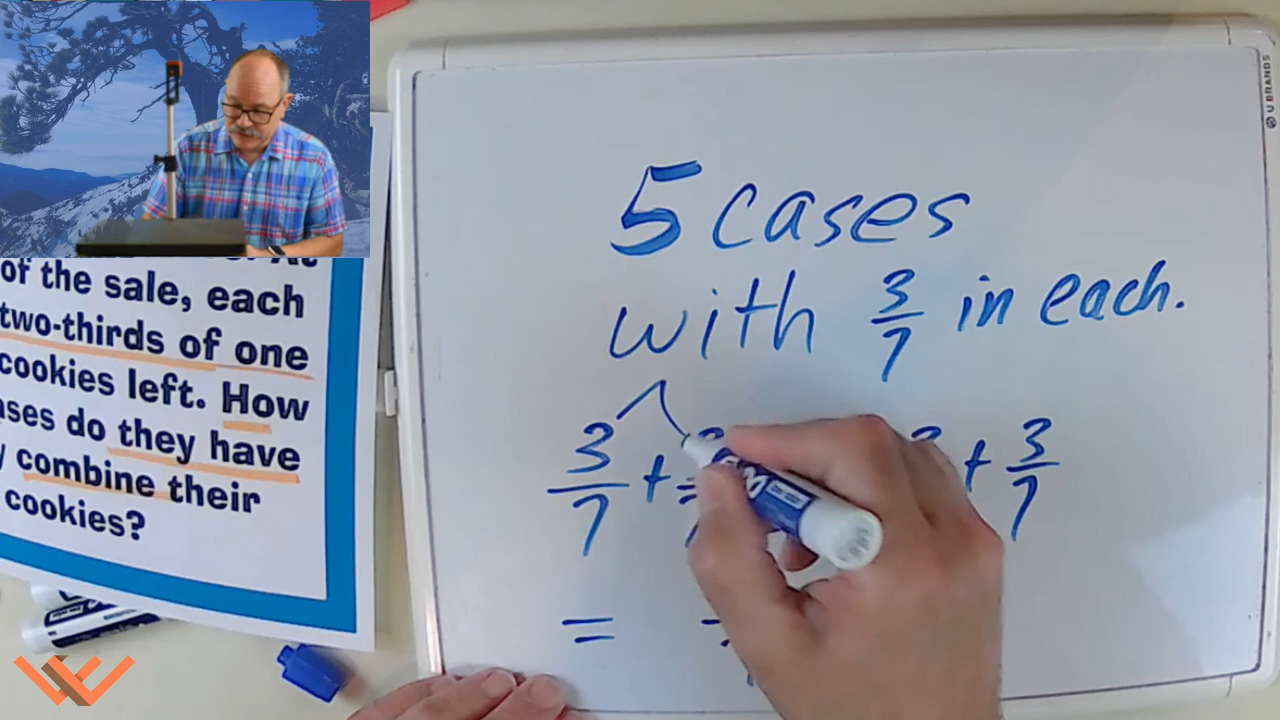 of the sale, each
two-thirds of one
cookies left. How
do they have
combine their
cookies?
5 cases
with 3/7 in each.
3/7 + + 3/7
=
U BRANDS